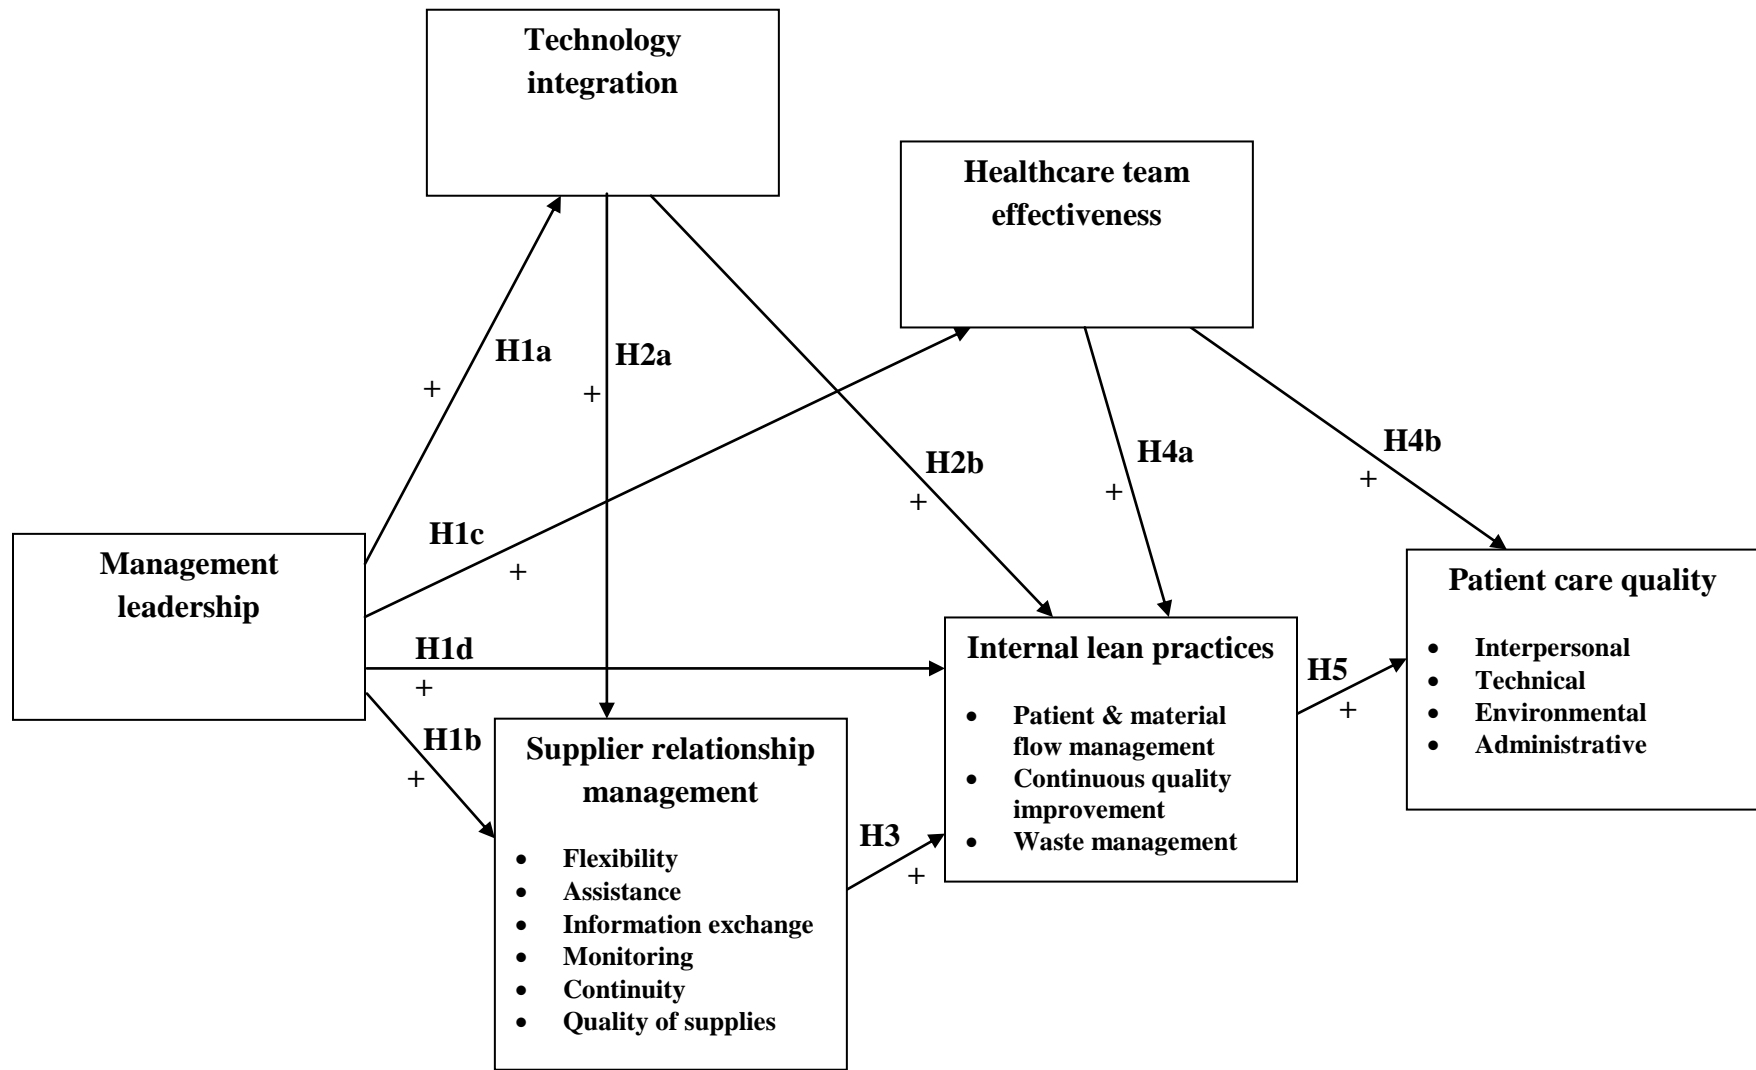 Technology
integration
Healthcare team
effectiveness
H1a
+
H2a
+
H1c
+
H2b
+
H4a
+
H4b
+
Management
leadership
H1d
+
H1b
+
Supplier relationship
management
• Flexibility
• Assistance
• Information exchange
• Monitoring
• Continuity
• Quality of supplies
H3
+
Internal lean practices
• Patient & material
flow management
• Continuous quality
improvement
• Waste management
H5
+
Patient care quality
• Interpersonal
• Technical
• Environmental
• Administrative